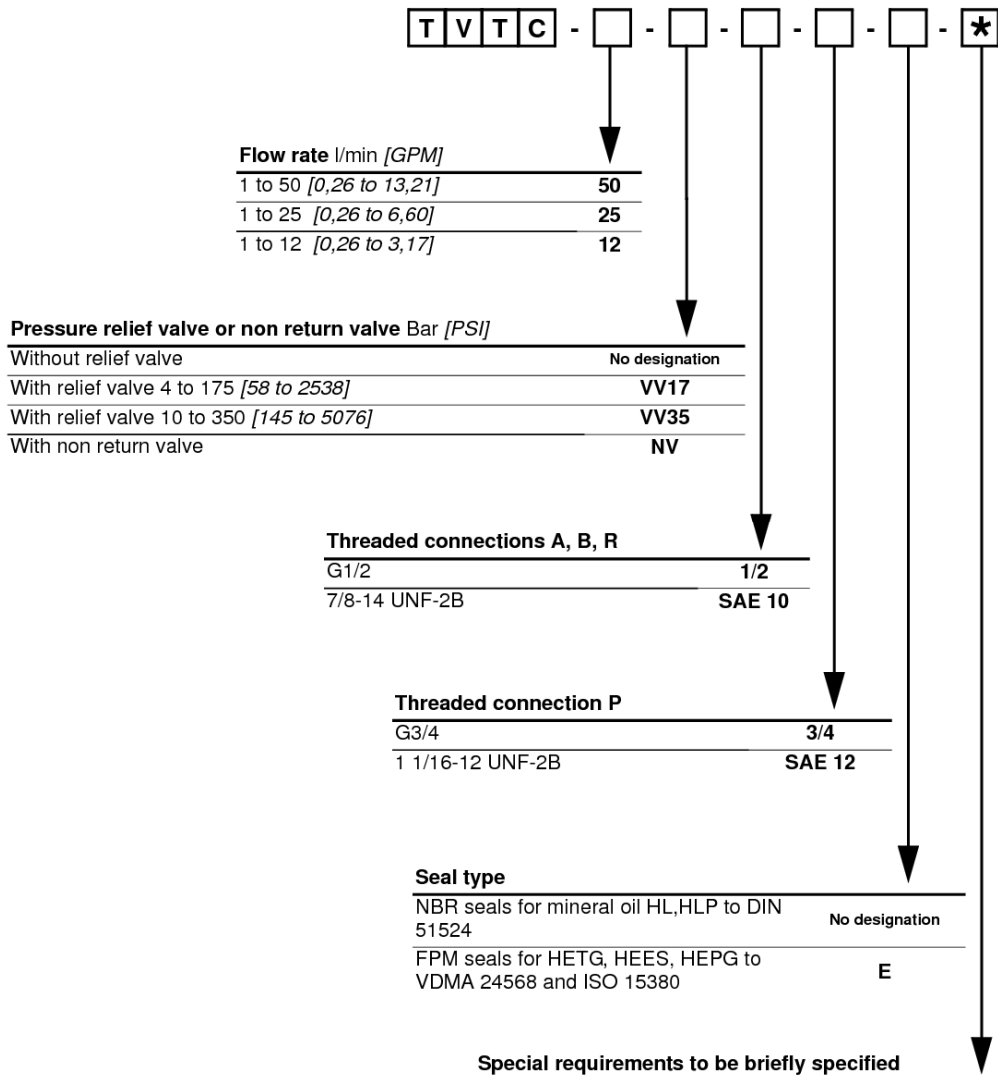 T V T C - - - - - - *
Flow rate l/min [GPM]
1 to 50 [0,26 to 13,21] 50
1 to 25 [0,26 to 6,60] 25
1 to 12 [0,26 to 3,17] 12
Pressure relief valve or non return valve Bar [PSI]
Without relief valve No designation
With relief valve 4 to 175 [58 to 2538] VV17
With relief valve 10 to 350 [145 to 5076] VV35
With non return valve NV
Threaded connections A, B, R
G1/2 1/2
7/8-14 UNF-2B SAE 10
Threaded connection P
G3/4 3/4
1 1/16-12 UNF-2B SAE 12
Seal type
NBR seals for mineral oil HL,HLP to DIN
51524
No designation
FPM seals for HETG, HEES, HEPG to
VDMA 24568 and ISO 15380
E
Special requirements to be briefly specified